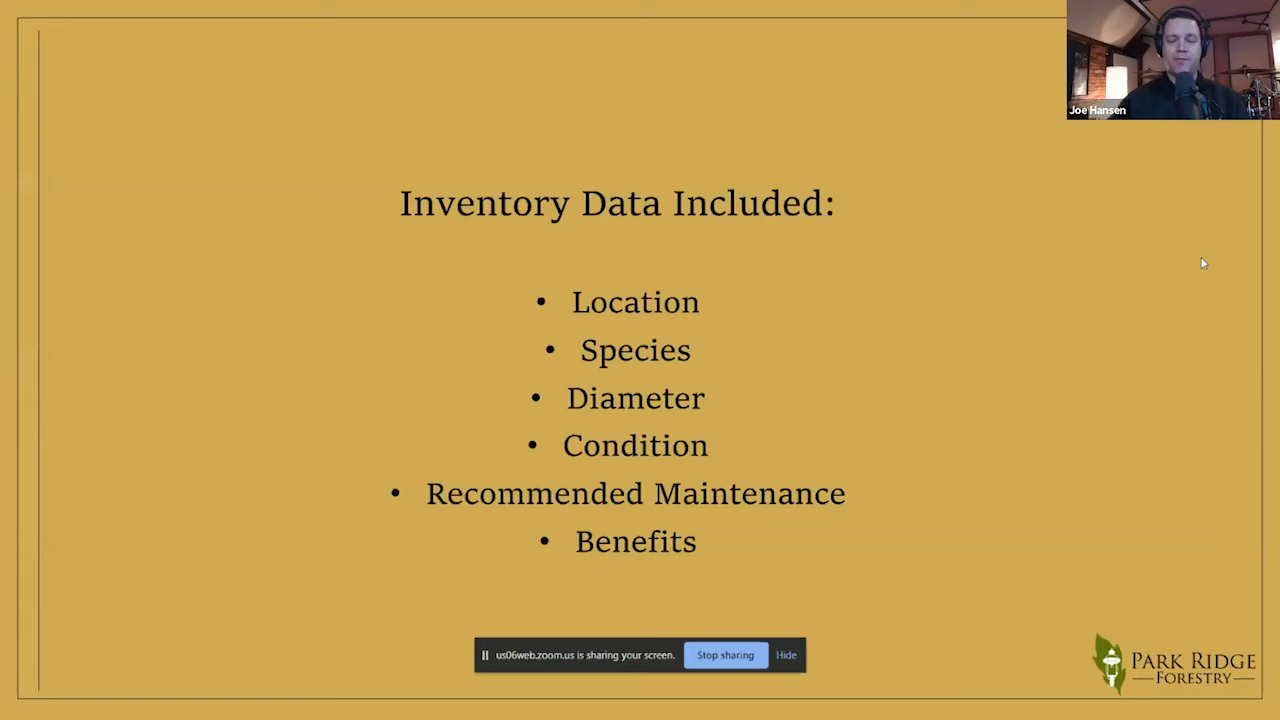 Joe Hansen
Inventory Data Included:
• Location
• Species
• Diameter
• Condition
• Recommended Maintenance
• Benefits
us06web.zoom.us is sharing your screen. Stop sharing Hide
PARK RIDGE
FORESTRY